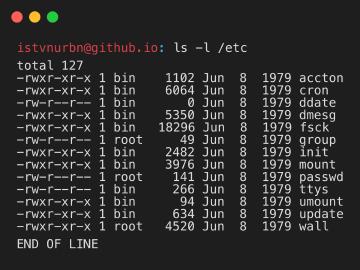 istvnurbn@github.io: ls -l /etc
total 127
-rwxr-xr-x 1 bin 1102 Jun 8 1979 accton
-rwxr-xr-x 1 bin 6064 Jun 8 1979 cron
-rw-r--r-- 1 bin 0 Jun 8 1979 ddate
-rwxr-xr-x 1 bin 5350 Jun 8 1979 dmesg
-rwxr-xr-x 1 bin 18296 Jun 8 1979 fsck
-rw-r--r-- 1 root 49 Jun 8 1979 group
-rwxr-xr-x 1 bin 2482 Jun 8 1979 init
-rwxr-xr-x 1 bin 3976 Jun 8 1979 mount
-rw-r--r-- 1 root 141 Jun 8 1979 passwd
-rw-r--r-- 1 bin 266 Jun 8 1979 ttys
-rwxr-xr-x 1 bin 94 Jun 8 1979 umount
-rwxr-xr-x 1 bin 634 Jun 8 1979 update
-rwxr-xr-x 1 root 4520 Jun 8 1979 wall
END OF LINE